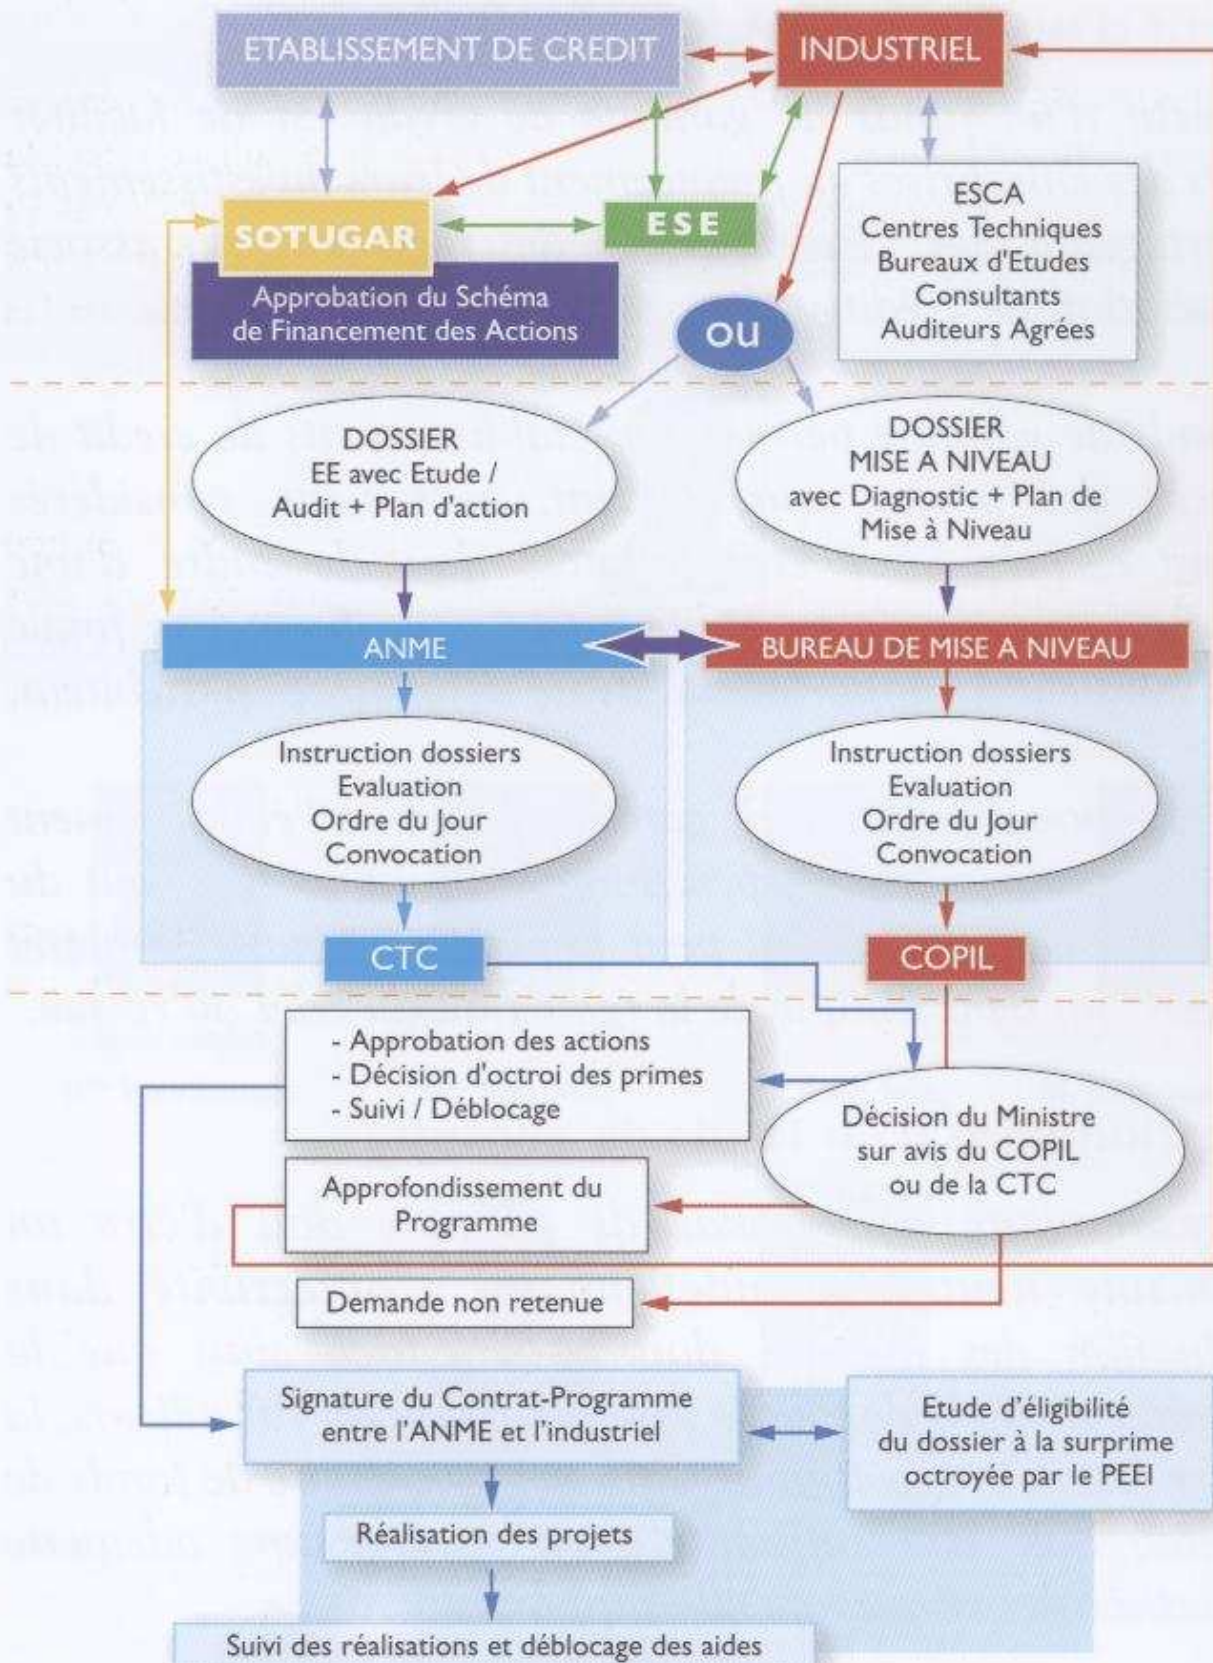 ETABLISSEMENT DE CREDIT
INDUSTRIEL
SOTUGAR
ESE
Approbation du Schéma
de Financement des Actions
OU
ESCA
Centres Techniques
Bureaux d'Etudes
Consultants
Auditeurs Agrées
DOSSIER
EE avec Etude /
Audit + Plan d'action
DOSSIER
MISE A NIVEAU
avec Diagnostic + Plan de
Mise à Niveau
ANME
BUREAU DE MISE A NIVEAU
Instruction dossiers
Evaluation
Ordre du Jour
Convocation
Instruction dossiers
Evaluation
Ordre du Jour
Convocation
CTC
COPIL
- Approbation des actions
- Décision d'octroi des primes
- Suivi / Déblocage
Décision du Ministre
sur avis du COPIL
ou de la CTC
Approfondissement du
Programme
Demande non retenue
Signature du Contrat-Programme
entre l'ANME et l'industriel
Etude d'éligibilité
du dossier à la surprime
octroyée par le PEEI
Réalisation des projets
Suivi des réalisations et déblocage des aides